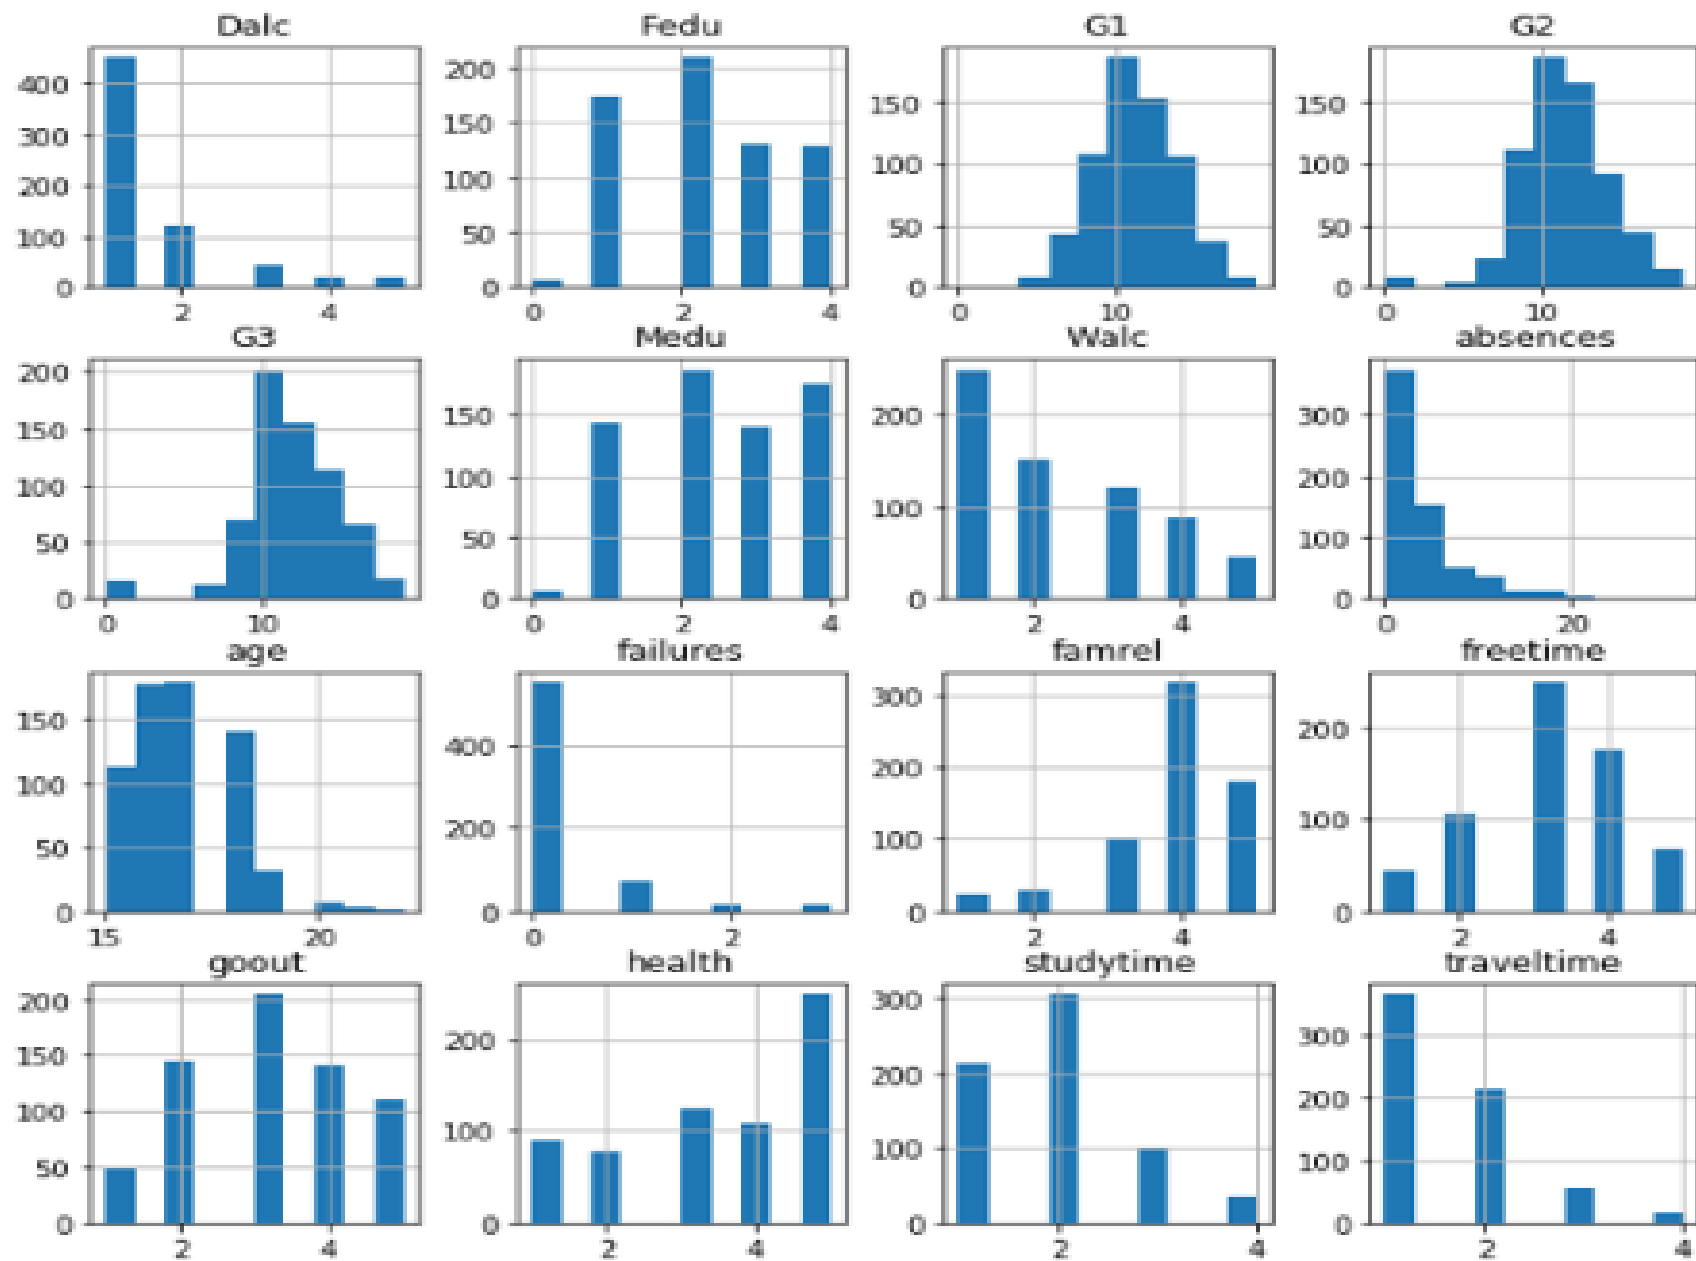 Dalc Fedu G1 G2
400 200 150 150
300 150 100 100
200 100 50 50
100 50 0 0
0 0
2 4 0 2 4 0 10 0 10
G3 Medu Walc absences
200 150 200 300
150 100 100 200
100 50 0 100
50 0 0
0
0 10 0 2 4 2 4 0 20
age failures famrel freetime
150 400 300 200
100 200 200 100
50 0 100 0
0 0
15 20 0 2 2 4 2 4
goout health studytime traveltime
200 200 300 300
150 100 200 200
100 0 100 100
50 0 0
0
2 4 2 4 2 4 2 4